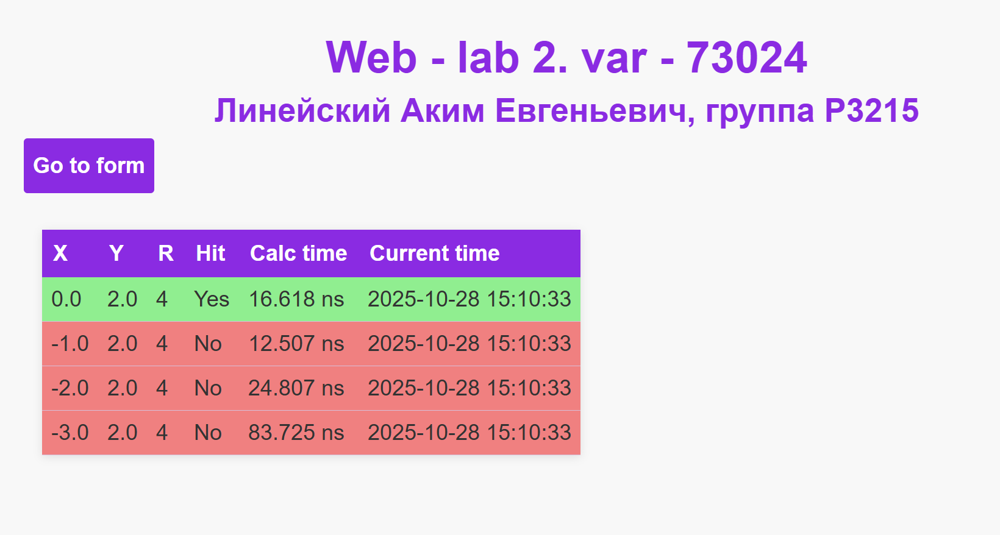 Web - lab 2. var - 73024
Линейский Аким Евгеньевич, группа P3215
Go to form
X Y R Hit Calc time Current time
0.0 2.0 4 Yes 16.618 ns 2025-10-28 15:10:33
-1.0 2.0 4 No 12.507 ns 2025-10-28 15:10:33
-2.0 2.0 4 No 24.807 ns 2025-10-28 15:10:33
-3.0 2.0 4 No 83.725 ns 2025-10-28 15:10:33